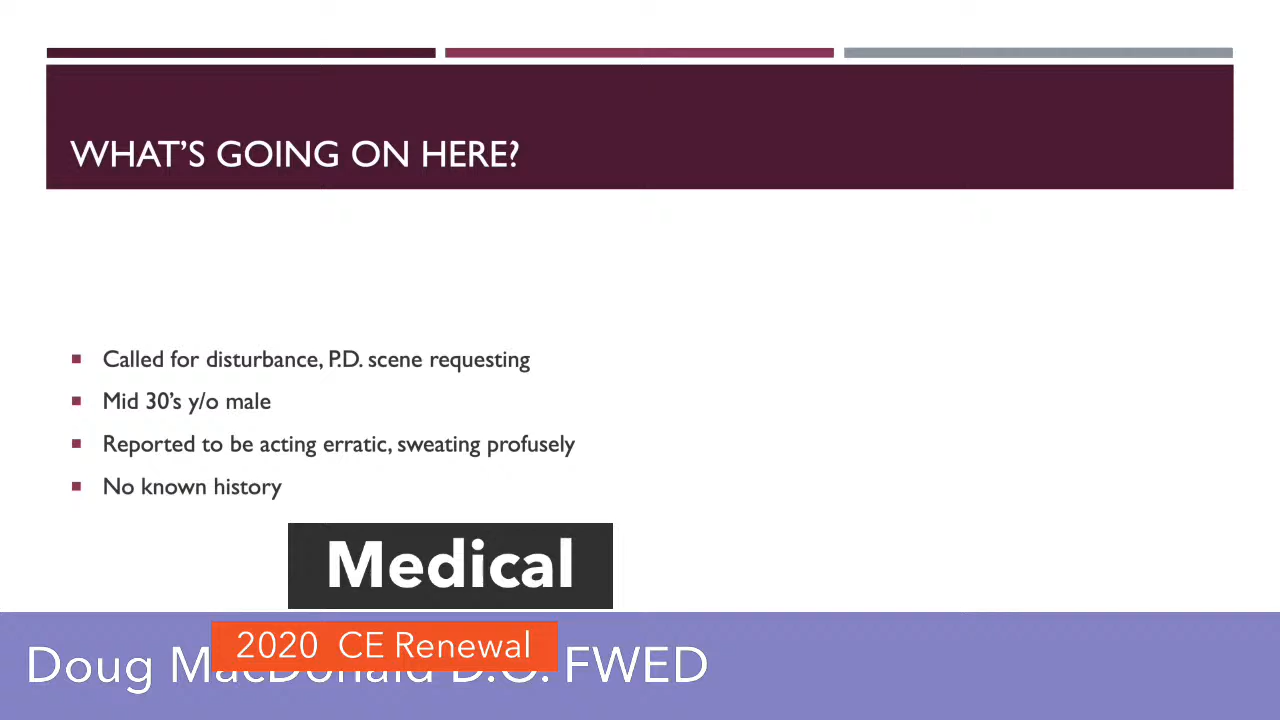 WHAT'S GOING ON HERE?
Called for disturbance, P.D. scene requesting
Mid 30's y/o male
Reported to be acting erratic, sweating profusely
No known history
Medical
2020 CE Renewal
Doug MacDonald D.O. FWED